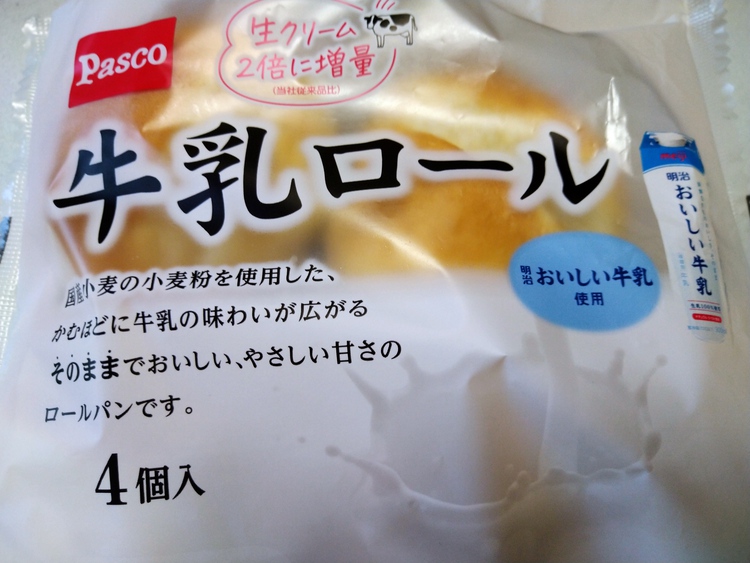 Pasco
生クリーム
2倍に増量
(当社従来品比)
牛乳ロール
明治
おいしい牛乳
使用
明治
おいしい牛乳
国産小麦の小麦粉を使用した、
かむほどに牛乳の味わいが広がる
そのままでおいしい、やさしい甘さの
ロールパンです。
4個入